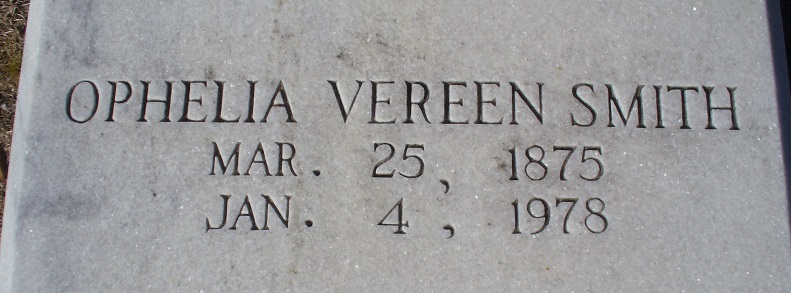 OPHELIA VEREEN SMITH
MAR. 25, 1875
JAN. 4, 1978